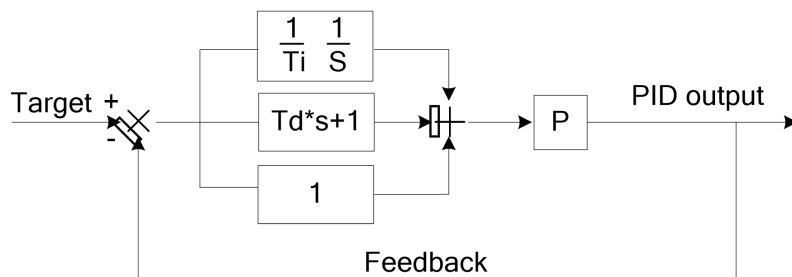 1 1
Ti S
Target +
-
Td*s+1
P
PID output
1
Feedback